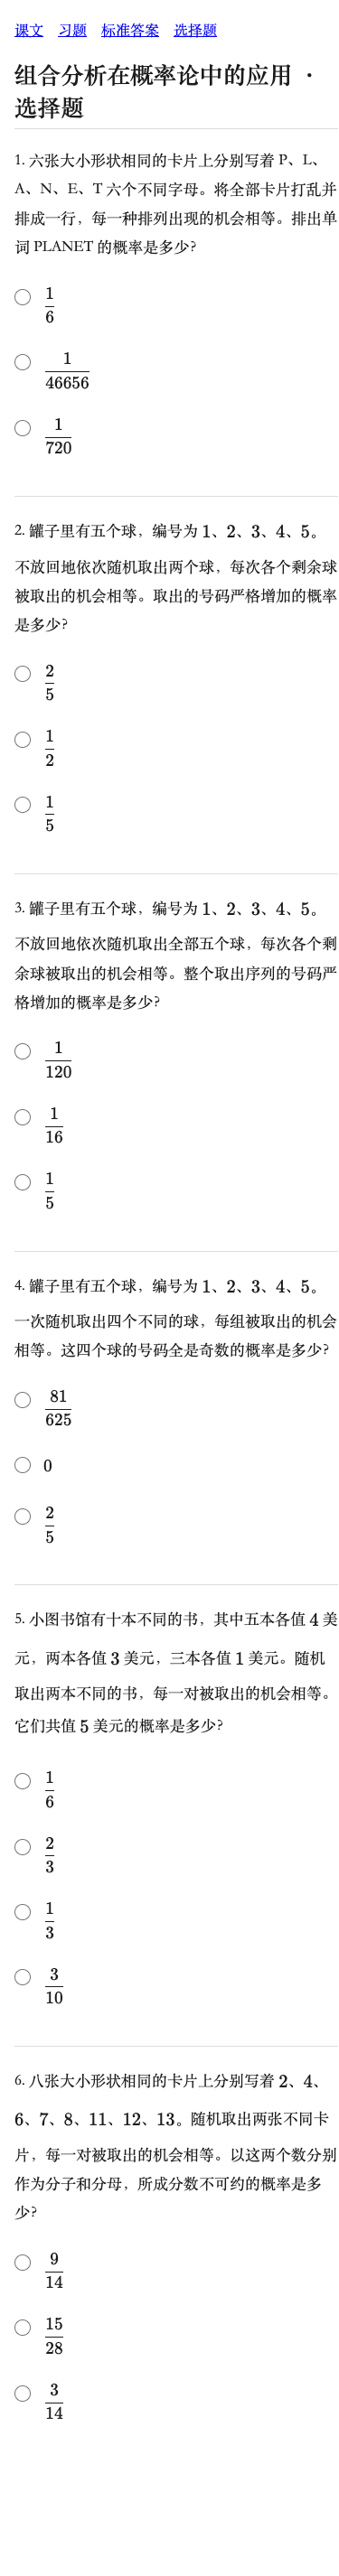 课文 习题 标准答案 选择题
组合分析在概率论中的应用 ·
选择题
1. 六张大小形状相同的卡片上分别写着 P、L、
A、N、E、T 六个不同字母。将全部卡片打乱并
排成一行，每一种排列出现的机会相等。排出单
词 PLANET 的概率是多少?
1/6
1/46656
1/720
2. 罐子里有五个球，编号为 1、2、3、4、5。
不放回地依次随机取出两个球，每次各个剩余球
被取出的机会相等。取出的号码严格增加的概率
是多少?
2/5
1/2
1/5
3. 罐子里有五个球，编号为 1、2、3、4、5。
不放回地依次随机取出全部五个球，每次各个剩
余球被取出的机会相等。整个取出序列的号码严
格增加的概率是多少?
1/120
1/16
1/5
4. 罐子里有五个球，编号为 1、2、3、4、5。
一次随机取出四个不同的球，每组被取出的机会
相等。这四个球的号码全是奇数的概率是多少?
81/625
0
2/5
5. 小图书馆有十本不同的书，其中五本各值 4 美
元，两本各值 3 美元，三本各值 1 美元。随机
取出两本不同的书，每一对被取出的机会相等。
它们共值 5 美元的概率是多少?
1/6
2/3
1/3
3/10
6. 八张大小形状相同的卡片上分别写着 2、4、
6、7、8、11、12、13。随机取出两张不同卡
片，每一对被取出的机会相等。以这两个数分别
作为分子和分母，所成分数不可约的概率是多
少?
9/14
15/28
3/14